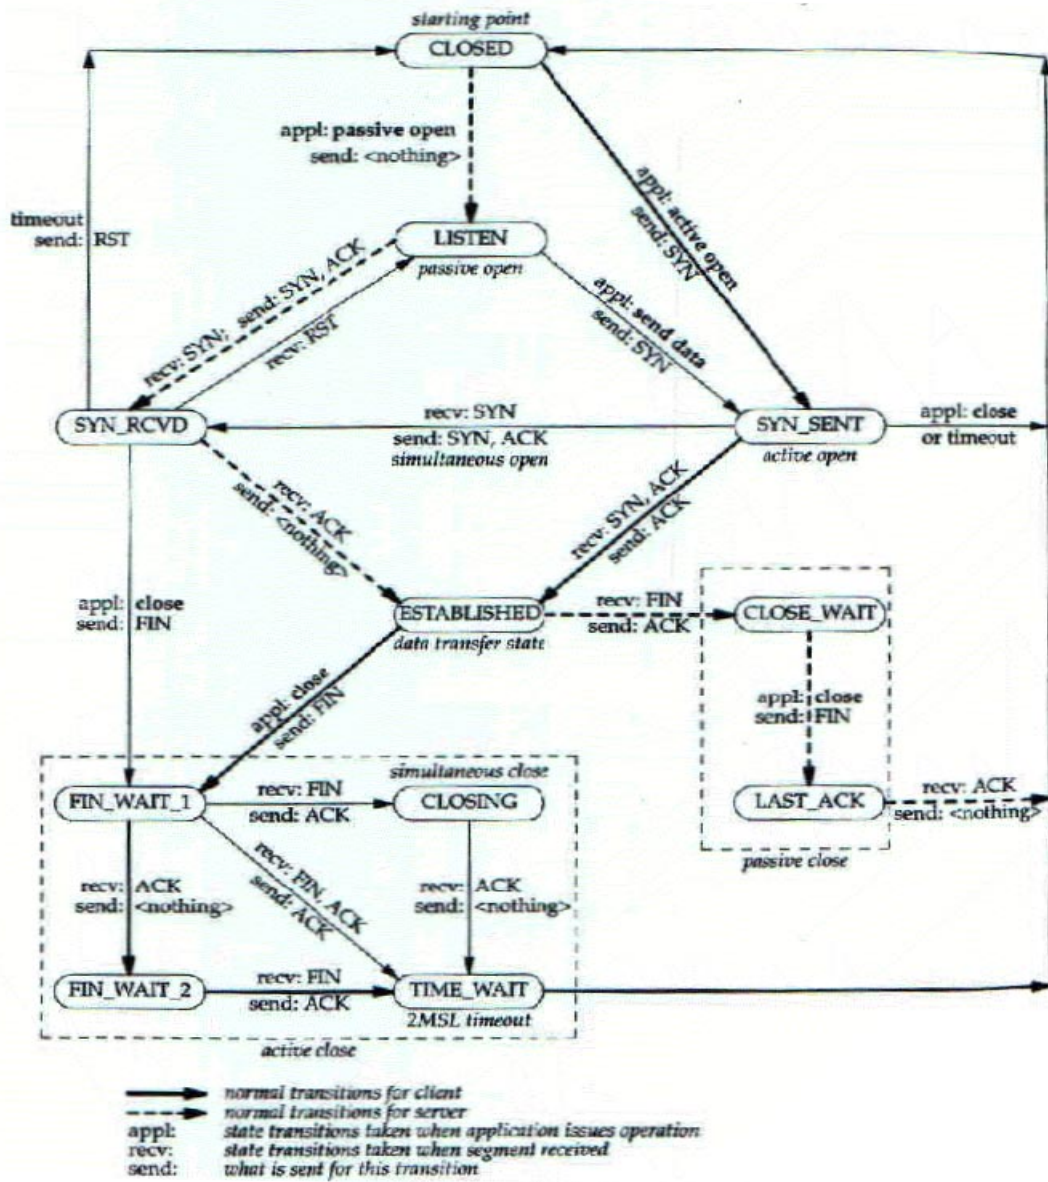 starting point
CLOSED
appl: passive open
send: <nothing>
appl: active open
send: SYN
timeout
send: RST
LISTEN
passive open
recv: SYN; send: SYN, ACK
recv: RST
appl: send data
send: SYN
SYN_RCVD
recv: SYN
send: SYN, ACK
simultaneous open
SYN_SENT
active open
appl: close
or timeout
recv: ACK
send: <nothing>
recv: SYN, ACK
send: ACK
appl: close
send: FIN
ESTABLISHED
data transfer state
recv: FIN
send: ACK
CLOSE_WAIT
appl: close
send: FIN
appl: close
send: FIN
simultaneous close
FIN_WAIT_1
recv: FIN
send: ACK
CLOSING
LAST_ACK
recv: ACK
send: <nothing>
passive close
recv: ACK
send: <nothing>
recv: FIN, ACK
send: ACK
recv: ACK
send: <nothing>
FIN_WAIT_2
recv: FIN
send: ACK
TIME_WAIT
2MSL timeout
active close
normal transitions for client
normal transitions for server
appl: state transitions taken when application issues operation
recv: state transitions taken when segment received
send: what is sent for this transition